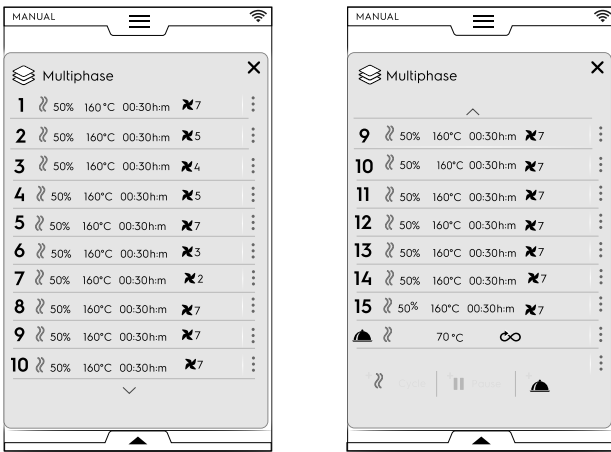 MANUAL
Multiphase
1 50% 160°C 00:30h:m 7
2 50% 160°C 00:30h:m 5
3 50% 160°C 00:30h:m 4
4 50% 160°C 00:30h:m 5
5 50% 160°C 00:30h:m 7
6 50% 160°C 00:30h:m 3
7 50% 160°C 00:30h:m 2
8 50% 160°C 00:30h:m 7
9 50% 160°C 00:30h:m 7
10 50% 160°C 00:30h:m 7
MANUAL
Multiphase
9 50% 160°C 00:30h:m 7
10 50% 160°C 00:30h:m 7
11 50% 160°C 00:30h:m 7
12 50% 160°C 00:30h:m 7
13 50% 160°C 00:30h:m 7
14 50% 160°C 00:30h:m 7
15 50% 160°C 00:30h:m 7
70°C
Cycle Pause